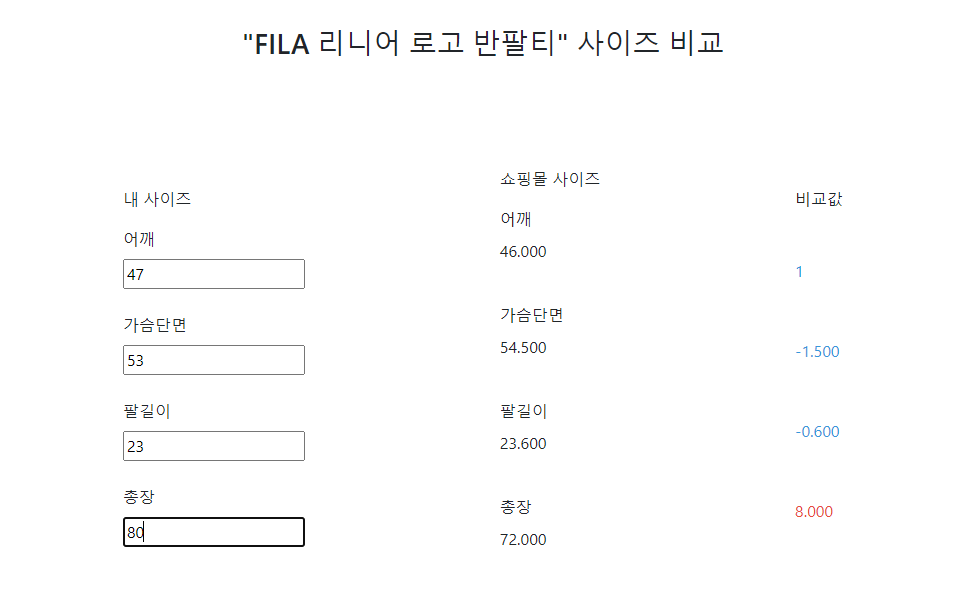 "FILA 리니어 로고 반팔티" 사이즈 비교
내 사이즈
어깨
47
가슴단면
53
팔길이
23
총장
80
쇼핑몰 사이즈
어깨
46.000
가슴단면
54.500
팔길이
23.600
총장
72.000
비교값
1
-1.500
-0.600
8.000